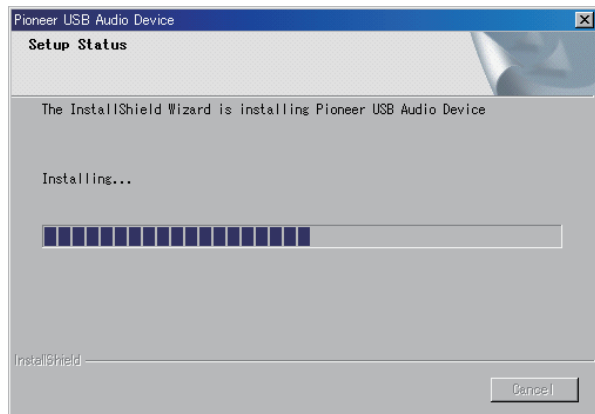 Pioneer USB Audio Device
Setup Status
The InstallShield Wizard is installing Pioneer USB Audio Device
Installing...
InstallShield
Cancel